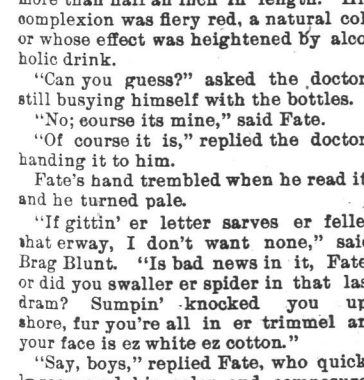 more than half an inch in length.
complexion was fiery red, a natural col
or whose effect was heightened by alco
holic drink.
"Can you guess?" asked the doctor
still busying himself with the bottles.
"No; course its mine," said Fate.
"Of course it is," replied the doctor
handing it to him.
Fate's hand trembled when he read it
and he turned pale.
"If gittin' er letter sarves er felle
that erway, I don't want none," said
Brag Blunt. "Is bad news in it, Fate
or did you swaller er spider in that las
dram? Sumpin' knocked you up
shore, fur you're all in er trimmel an
your face is ez white ez cotton."
"Say, boys," replied Fate, who quick